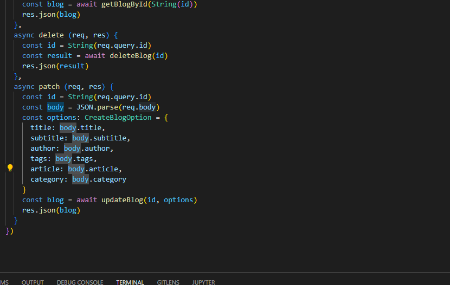 const blog = await getBlogById(String(id))
res.json(blog)
},
async delete (req, res) {
const id = String(req.query.id)
const result = await deleteBlog(id)
res.json(result)
},
async patch (req, res) {
const id = String(req.query.id)
const body = JSON.parse(req.body)
const options: CreateBlogOption = {
title: body.title,
subtitle: body.subtitle,
author: body.author,
tags: body.tags,
article: body.article,
category: body.category
}
const blog = await updateBlog(id, options)
res.json(blog)
}
})
MS OUTPUT DEBUG CONSOLE TERMINAL GITLENS JUPYTER